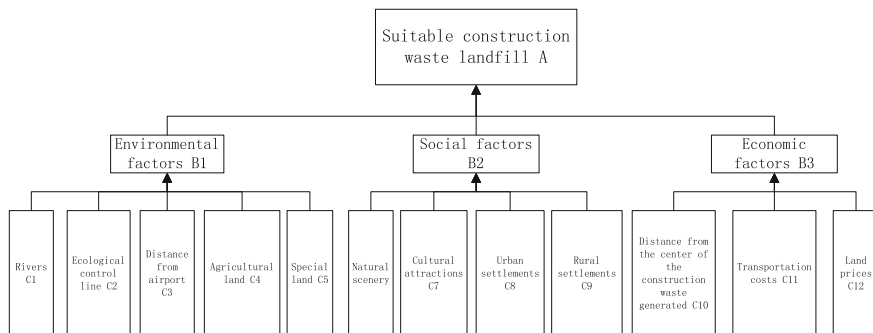 Suitable construction
waste landfill A
Environmental
factors B1
Social factors
B2
Economic
factors B3
Rivers
C1
Ecological
control
line C2
Distance
from
airport
C3
Agricultural
land C4
Special
land C5
Natural
scenery
Cultural
attractions
C7
Urban
settlements
C8
Rural
settlements
C9
Distance from
the center of
the
construction
waste
generated C10
Transportation
costs C11
Land
prices
C12